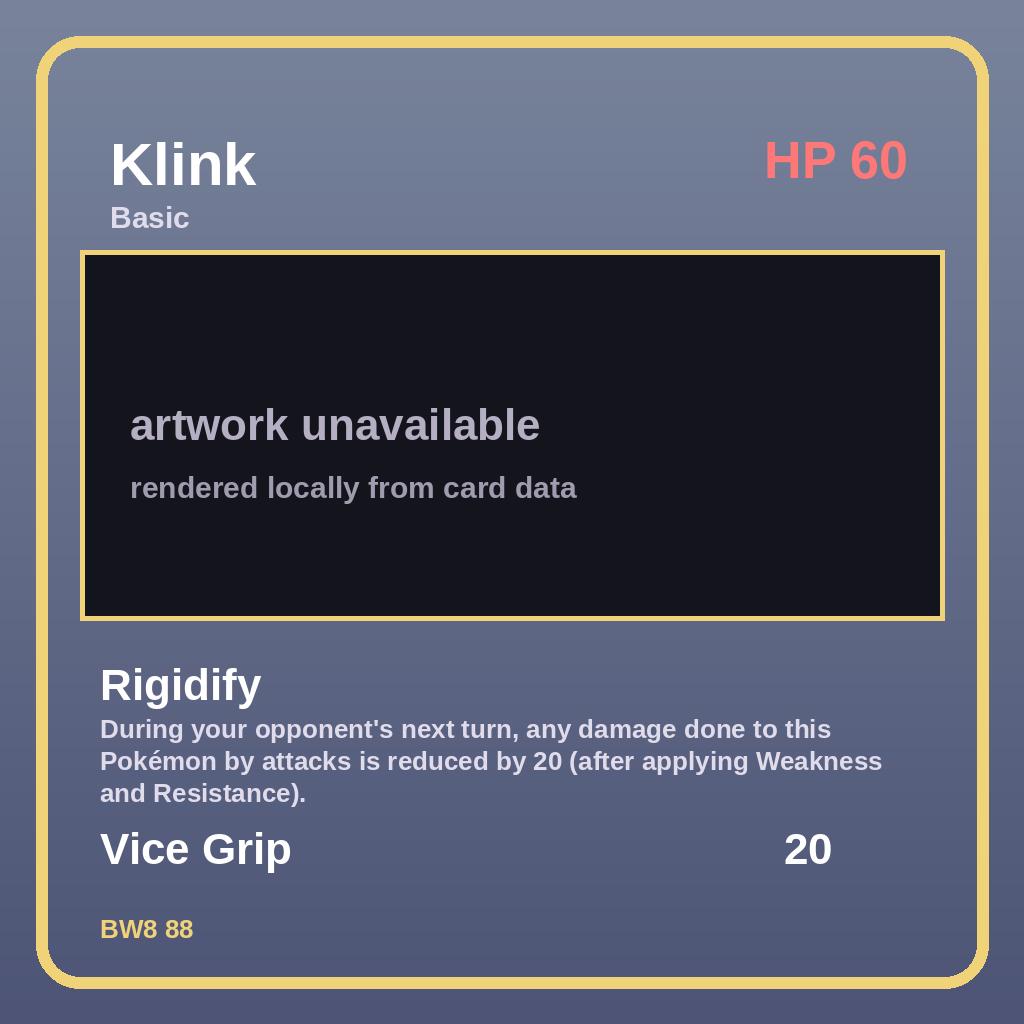 Klink
HP 60
Basic
artwork unavailable
rendered locally from card data
Rigidify
During your opponent's next turn, any damage done to this
Pokémon by attacks is reduced by 20 (after applying Weakness
and Resistance).
Vice Grip
20
BW8 88